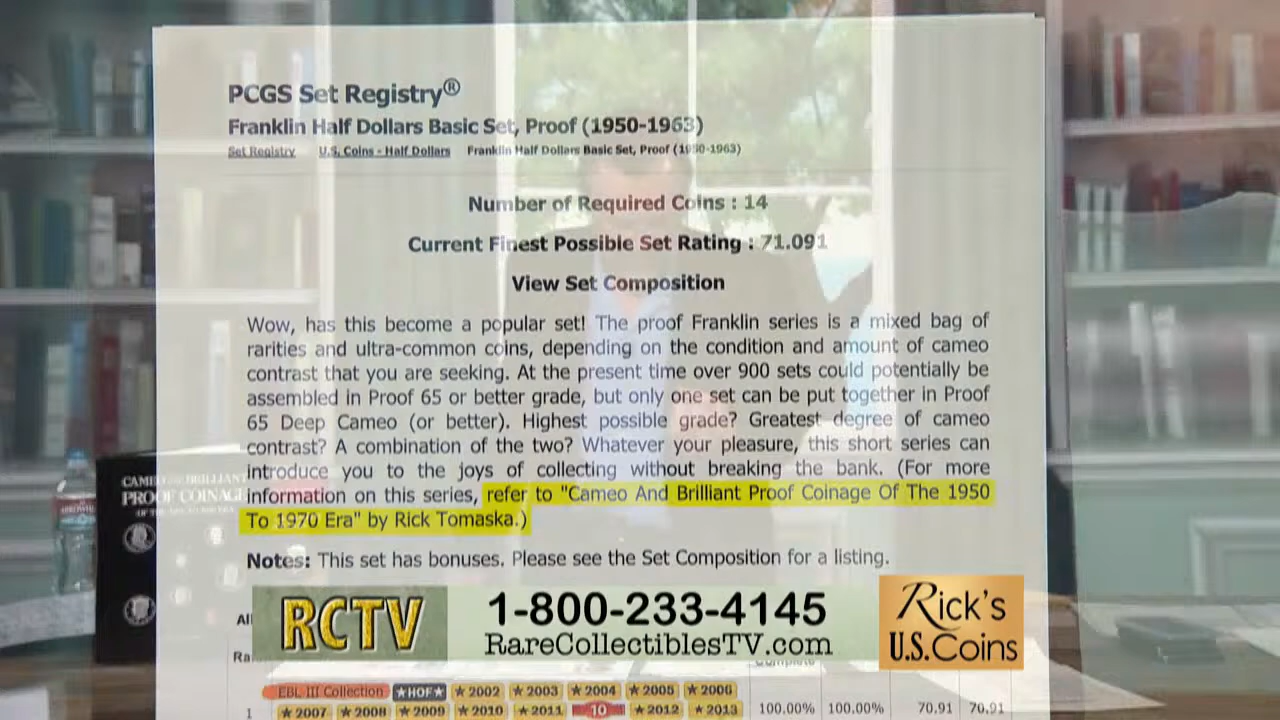 PCGS Set Registry®
Franklin Half Dollars Basic Set, Proof (1950-1963)
Set Registry U.S. Coins - Half Dollars Franklin Half Dollars Basic Set, Proof (1950-1963)
Number of Required Coins : 14
Current Finest Possible Set Rating : 71.091
View Set Composition
Wow, has this become a popular set! The proof Franklin series is a mixed bag of
rarities and ultra-common coins, depending on the condition and amount of cameo
contrast that you are seeking. At the present time over 900 sets could potentially be
assembled in Proof 65 or better grade, but only one set can be put together in Proof
65 Deep Cameo (or better). Highest possible grade? Greatest degree of cameo
contrast? A combination of the two? Whatever your pleasure, this short series can
introduce you to the joys of collecting without breaking the bank. (For more
information on this series, refer to "Cameo And Brilliant Proof Coinage Of The 1950
To 1970 Era" by Rick Tomaska.)
Notes: This set has bonuses. Please see the Set Composition for a listing.
CAMEO BRILLIANT
PROOF COINAGE
RCTV
1-800-233-4145
RareCollectiblesTV.com
Rick's
U.S. Coins
Complete
EBL III Collection ★HOF★ ★2002 ★2003 ★2004 ★2005 ★2006
1 ★2007 ★2008 ★2009 ★2010 ★2011 10 ★2012 ★2013 100.00% 100.00% 70.91 70.91